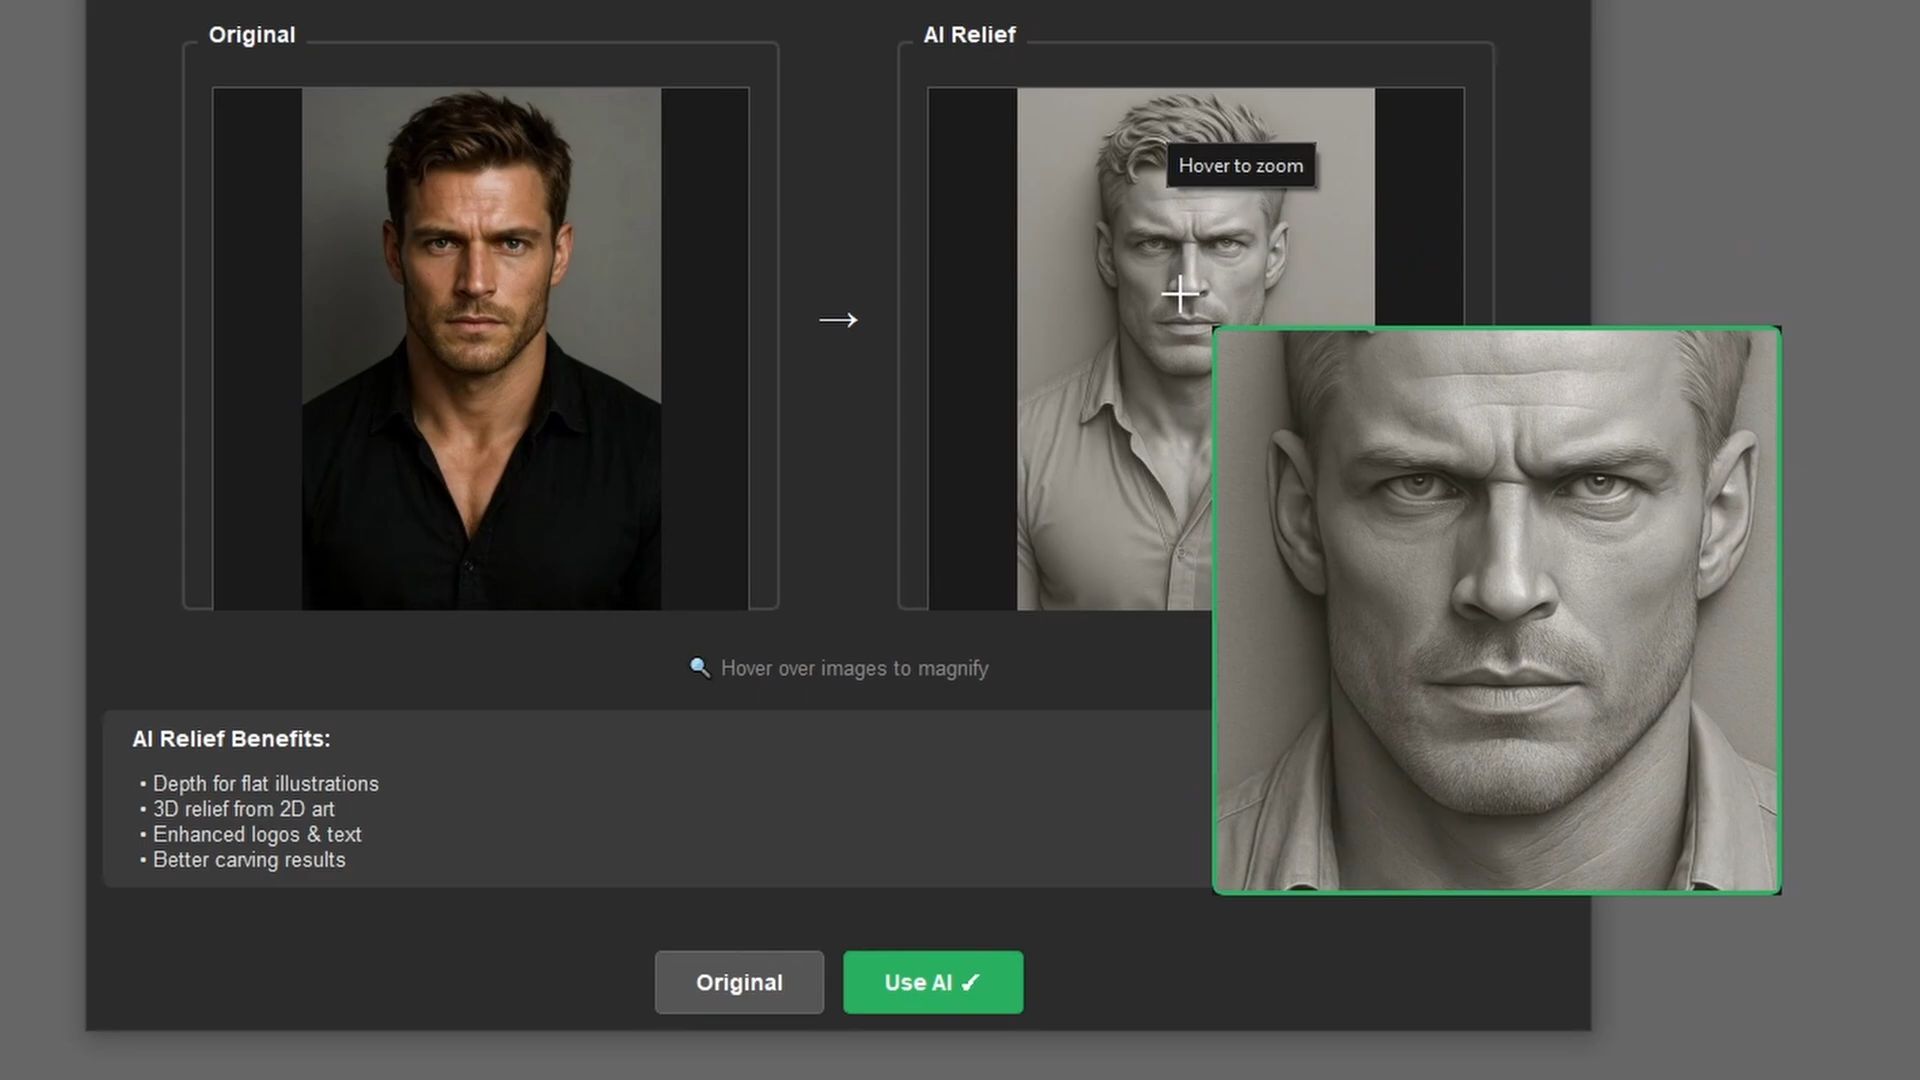 Original
AI Relief
Hover to zoom
→
🔍 Hover over images to magnify
AI Relief Benefits:
• Depth for flat illustrations
• 3D relief from 2D art
• Enhanced logos & text
• Better carving results
Original
Use AI ✓